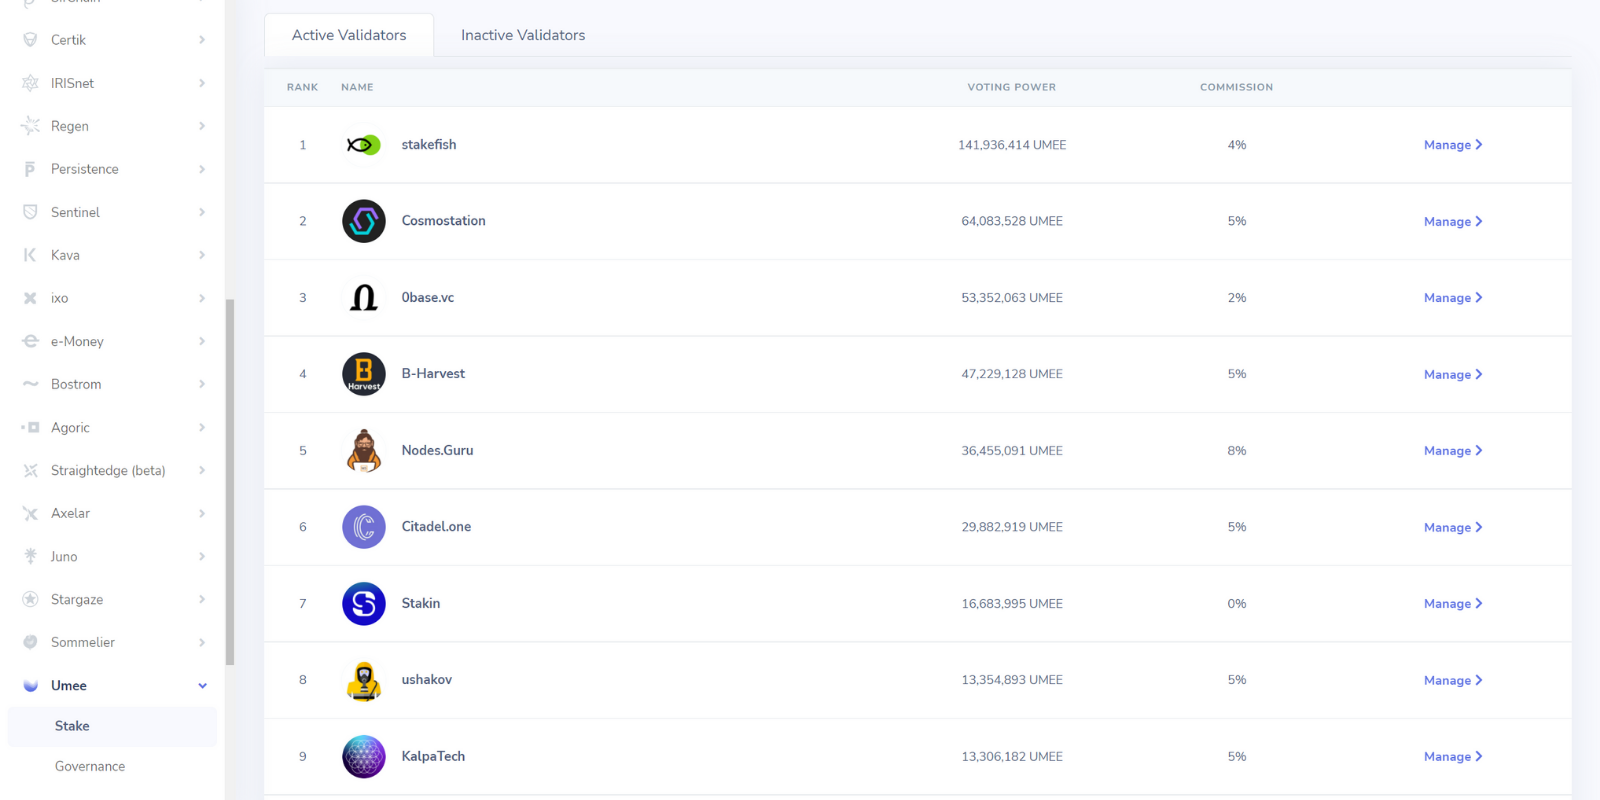 SifChain
Certik
IRISnet
Regen
Persistence
Sentinel
Kava
ixo
e-Money
Bostrom
Agoric
Straightedge (beta)
Axelar
Juno
Stargaze
Sommelier
Umee
Stake
Governance
Active Validators Inactive Validators
RANK NAME VOTING POWER COMMISSION
1 stakefish 141,936,414 UMEE 4% Manage
2 Cosmostation 64,083,528 UMEE 5% Manage
3 0base.vc 53,352,063 UMEE 2% Manage
4 B Harvest B-Harvest 47,229,128 UMEE 5% Manage
5 Nodes.Guru 36,455,091 UMEE 8% Manage
6 Citadel.one 29,882,919 UMEE 5% Manage
7 Stakin 16,683,995 UMEE 0% Manage
8 ushakov 13,354,893 UMEE 5% Manage
9 KalpaTech 13,306,182 UMEE 5% Manage